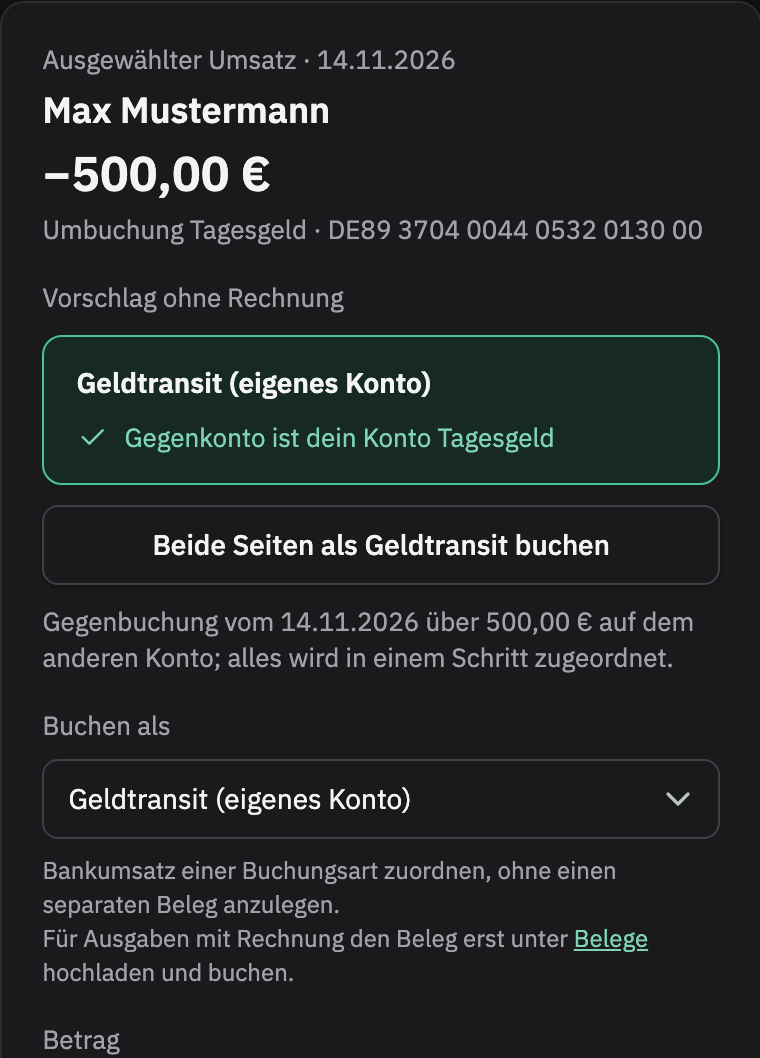 Ausgewählter Umsatz · 14.11.2026
Max Mustermann
−500,00 €
Umbuchung Tagesgeld · DE89 3704 0044 0532 0130 00
Vorschlag ohne Rechnung
Geldtransit (eigenes Konto)
Gegenkonto ist dein Konto Tagesgeld
Beide Seiten als Geldtransit buchen
Gegenbuchung vom 14.11.2026 über 500,00 € auf dem
anderen Konto; alles wird in einem Schritt zugeordnet.
Buchen als
Geldtransit (eigenes Konto)
Bankumsatz einer Buchungsart zuordnen, ohne einen
separaten Beleg anzulegen.
Für Ausgaben mit Rechnung den Beleg erst unter Belege
hochladen und buchen.
Betrag